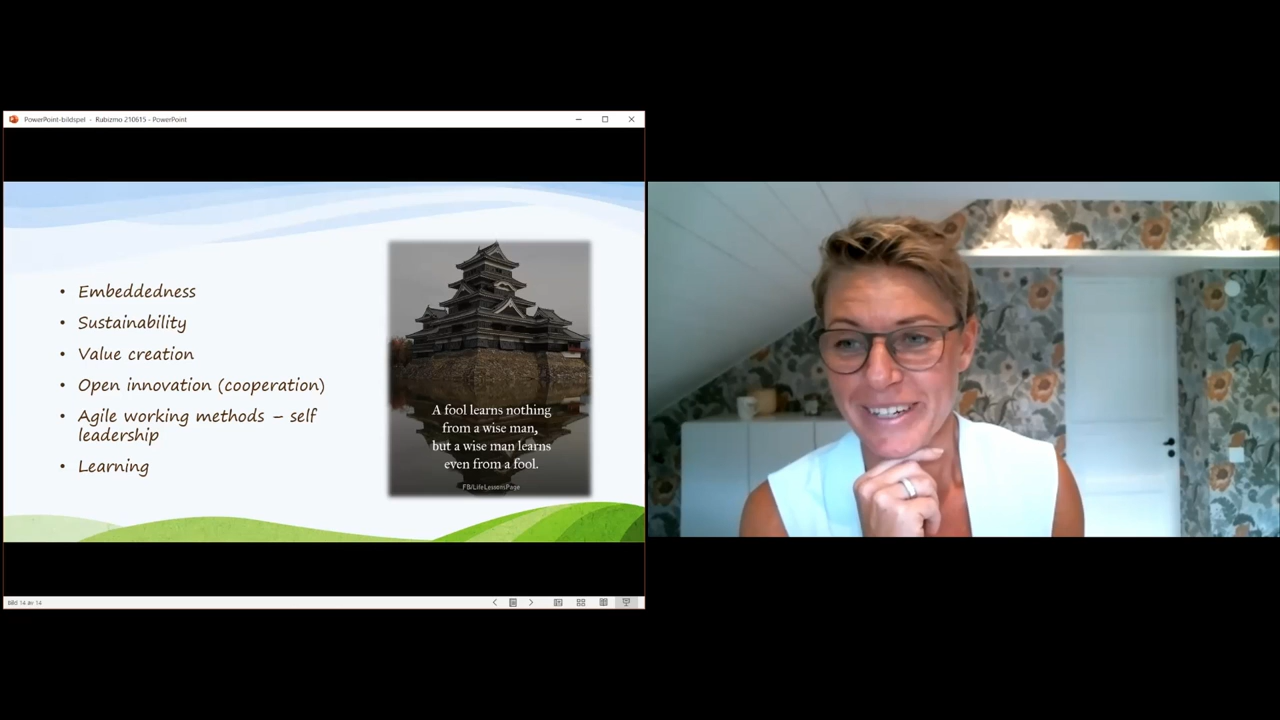 PowerPoint-bildspel - Rubizmo 210615 - PowerPoint
• Embeddedness
• Sustainability
• Value creation
• Open innovation (cooperation)
• Agile working methods – self
leadership
• Learning
A fool learns nothing
from a wise man,
but a wise man learns
even from a fool.
FB/LifeLessonsPage
bild 14 av 14